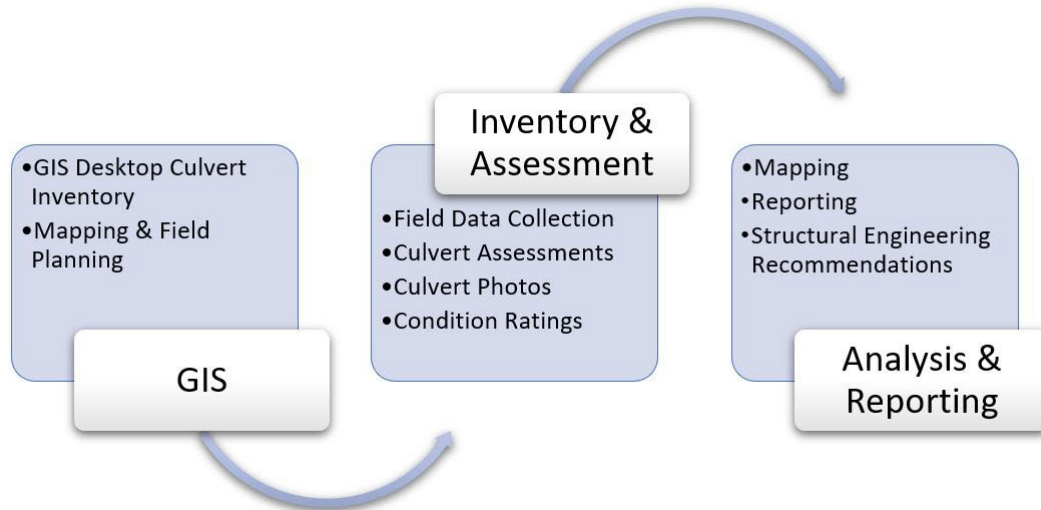 •GIS Desktop Culvert
Inventory
•Mapping & Field
Planning
GIS
Inventory &
Assessment
•Field Data Collection
•Culvert Assessments
•Culvert Photos
•Condition Ratings
•Mapping
•Reporting
•Structural Engineering
Recommendations
Analysis &
Reporting